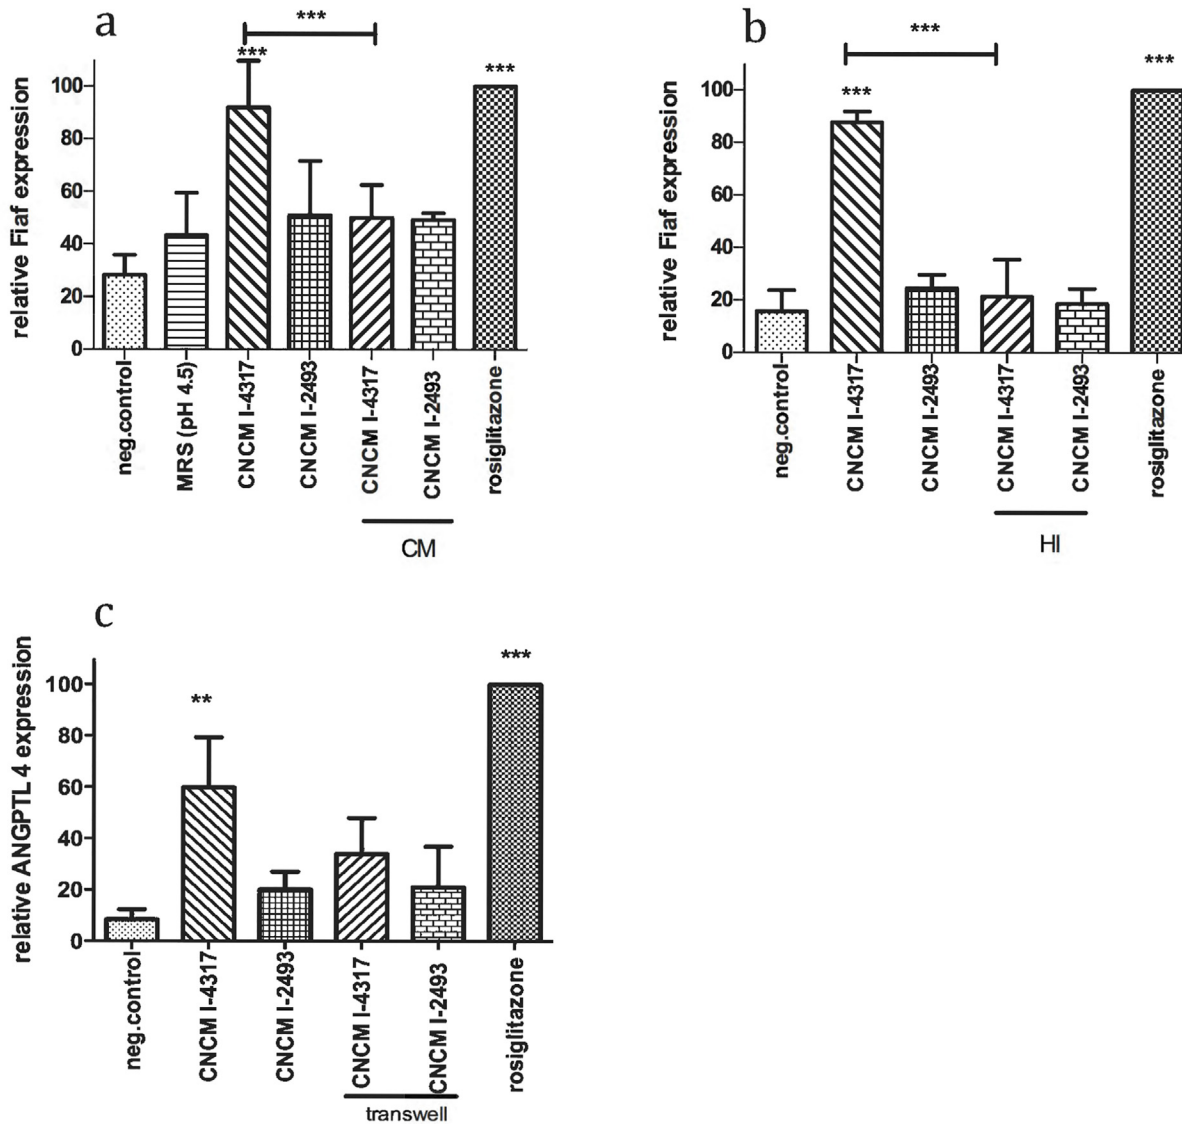 a
***
***
***
relative Fiaf expression
100
80
60
40
20
0
neg.control
MRS (pH 4.5)
CNCM I-4317
CNCM I-2493
CNCM I-4317
CNCM I-2493
rosiglitazone
CM
b
***
***
***
relative Fiaf expression
100
80
60
40
20
0
neg.control
CNCM I-4317
CNCM I-2493
CNCM I-4317
CNCM I-2493
rosiglitazone
HI
c
**
***
relative ANGPTL 4 expression
100
80
60
40
20
0
neg.control
CNCM I-4317
CNCM I-2493
CNCM I-4317
CNCM I-2493
rosiglitazone
transwell